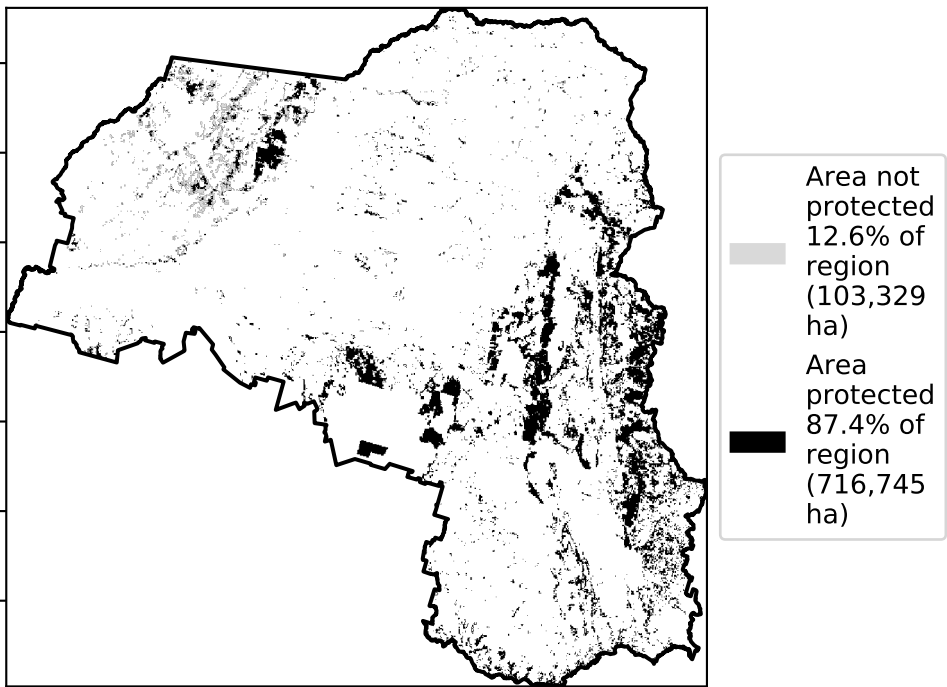 Area not
protected
12.6% of
region
(103,329
ha)
Area
protected
87.4% of
region
(716,745
ha)